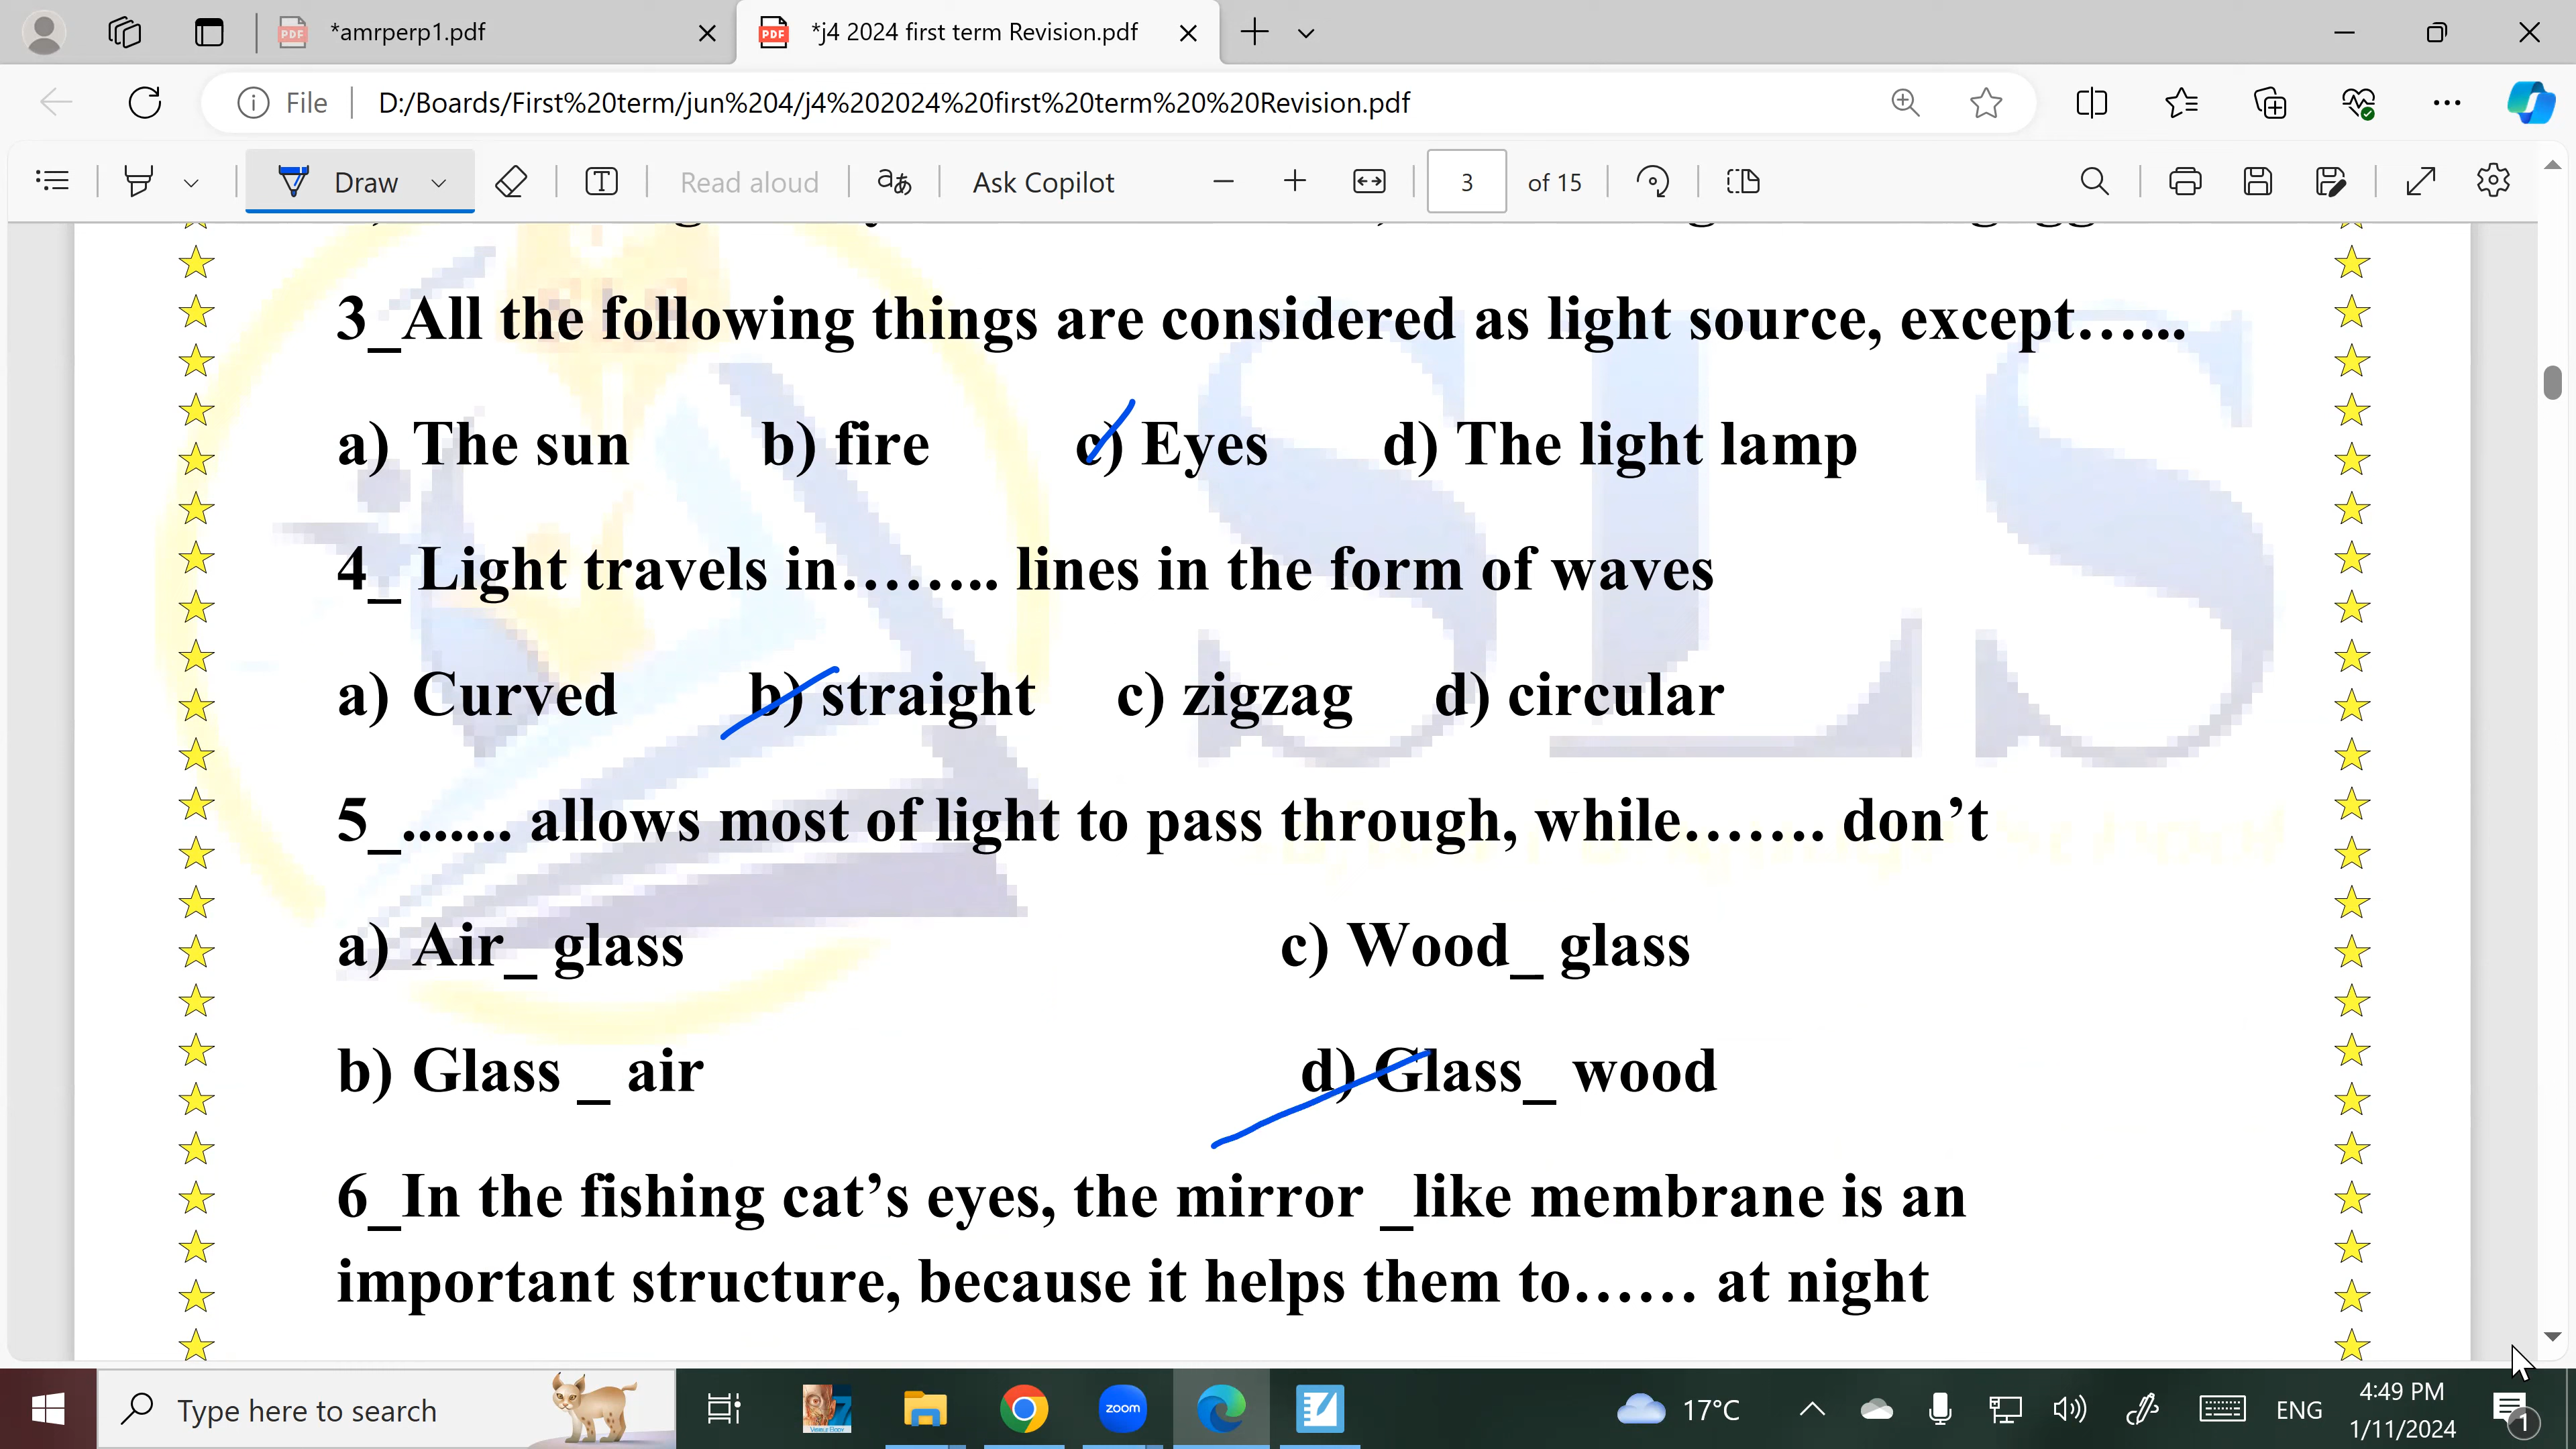 *amrperp1.pdf
*j4 2024 first term Revision.pdf
File
D:/Boards/First%20term/jun%204/j4%202024%20first%20term%20%20Revision.pdf
Draw
Read aloud
Ask Copilot
3
of 15
3_All the following things are considered as light source, except…...
a) The sun b) fire c) Eyes d) The light lamp
4_ Light travels in…….. lines in the form of waves
a) Curved b) straight c) zigzag d) circular
5_....... allows most of light to pass through, while……. don’t
a) Air_ glass c) Wood_ glass
b) Glass _ air d) Glass_ wood
6_In the fishing cat’s eyes, the mirror _like membrane is an
important structure, because it helps them to…… at night
SLS
Type here to search
zoom
17°C
ENG
4:49 PM
1/11/2024
1